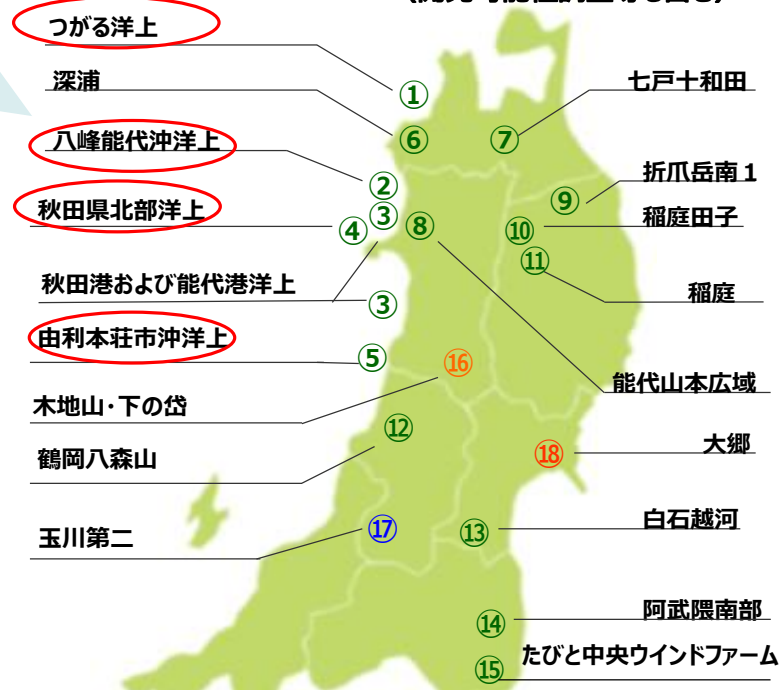 つがる洋上
深浦
八峰能代沖洋上
秋田県北部洋上
秋田港および能代港洋上
由利本荘市沖洋上
木地山・下の岱
鶴岡八森山
玉川第二
七戸十和田
折爪岳南1
稲庭田子
稲庭
能代山本広域
大郷
白石越河
阿武隈南部
たびと中央ウインドファーム
①
⑥
⑦
②
③
④
⑧
⑨
⑩
⑪
③
⑤
⑯
⑫
⑱
⑰
⑬
⑭
⑮